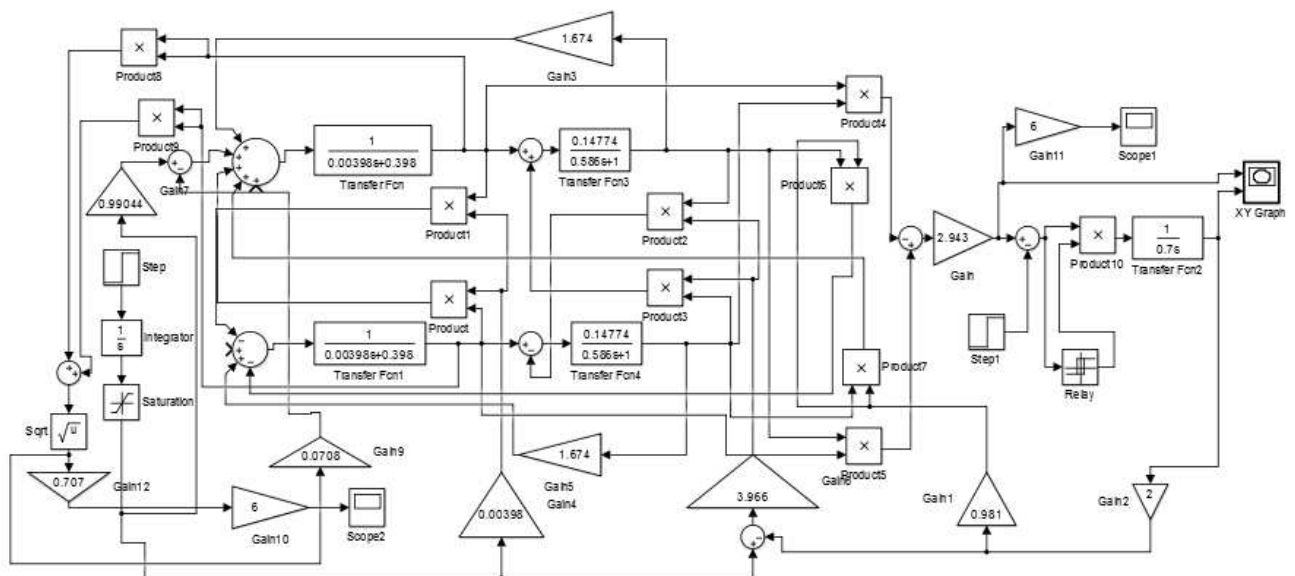 1.674
Product8
Gain3
Product4
Product9
6
Gain11
Scope1
1
0.00398s+0.398
Transfer Fcn
0.14774
0.586s+1
Transfer Fcn3
Gain7
0.99044
Product6
XY Graph
Product1
Product2
2.943
Gain
Product10
1
0.7s
Transfer Fcn2
Step
Product
Product3
1
s
Integrator
1
0.00398s+0.398
Transfer Fcn1
0.14774
0.586s+1
Transfer Fcn4
Step1
Product7
Relay
Saturation
Sqrt
u
0.0708
Gain9
1.674
Gain5
Gain4
Gain6
Product5
0.707
Gain12
6
Gain10
Scope2
0.00398
3.966
Gain1
0.981
Gain2
2